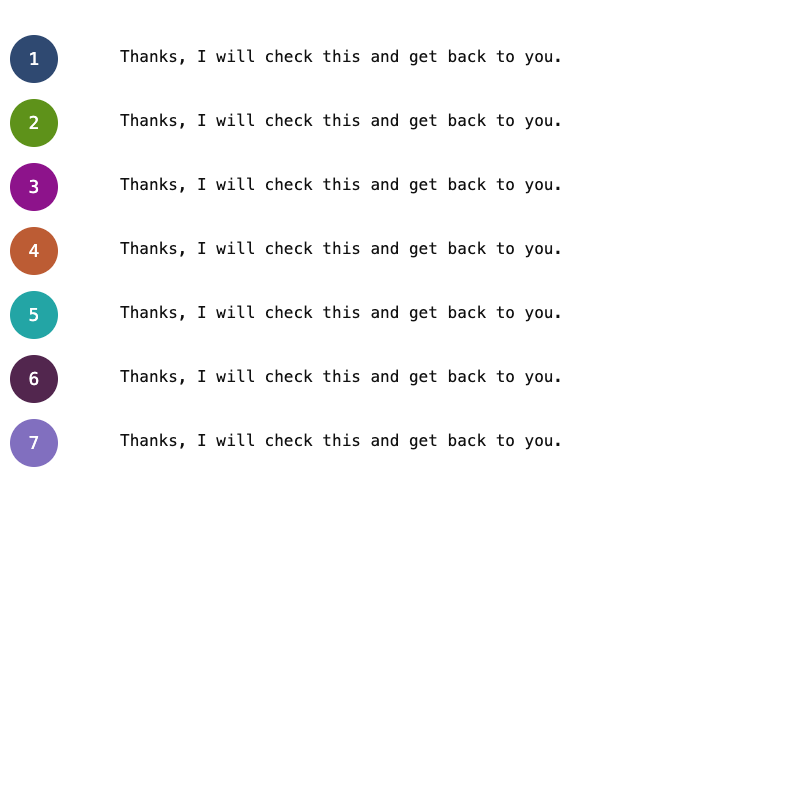 1 Thanks, I will check this and get back to you.
2 Thanks, I will check this and get back to you.
3 Thanks, I will check this and get back to you.
4 Thanks, I will check this and get back to you.
5 Thanks, I will check this and get back to you.
6 Thanks, I will check this and get back to you.
7 Thanks, I will check this and get back to you.